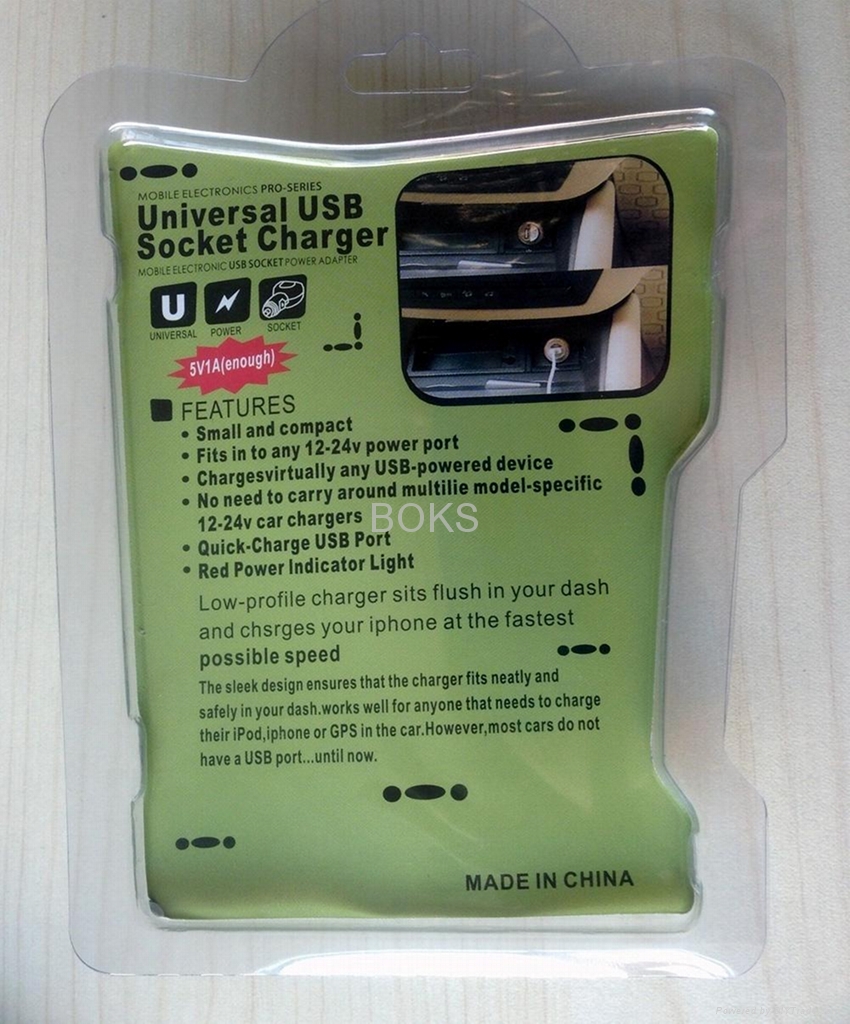 MOBILE ELECTRONICS PRO-SERIES
Universal USB
Socket Charger
MOBILE ELECTRONIC USB SOCKET POWER ADAPTER
U
UNIVERSAL POWER SOCKET
5V1A(enough)
FEATURES
• Small and compact
• Fits in to any 12-24v power port
• Chargesvirtually any USB-powered device
• No need to carry around multilie model-specific
12-24v car chargers
BOKS
• Quick-Charge USB Port
• Red Power Indicator Light
Low-profile charger sits flush in your dash
and chsrges your iphone at the fastest
possible speed
The sleek design ensures that the charger fits neatly and
safely in your dash.works well for anyone that needs to charge
their iPod,iphone or GPS in the car.However,most cars do not
have a USB port...until now.
MADE IN CHINA